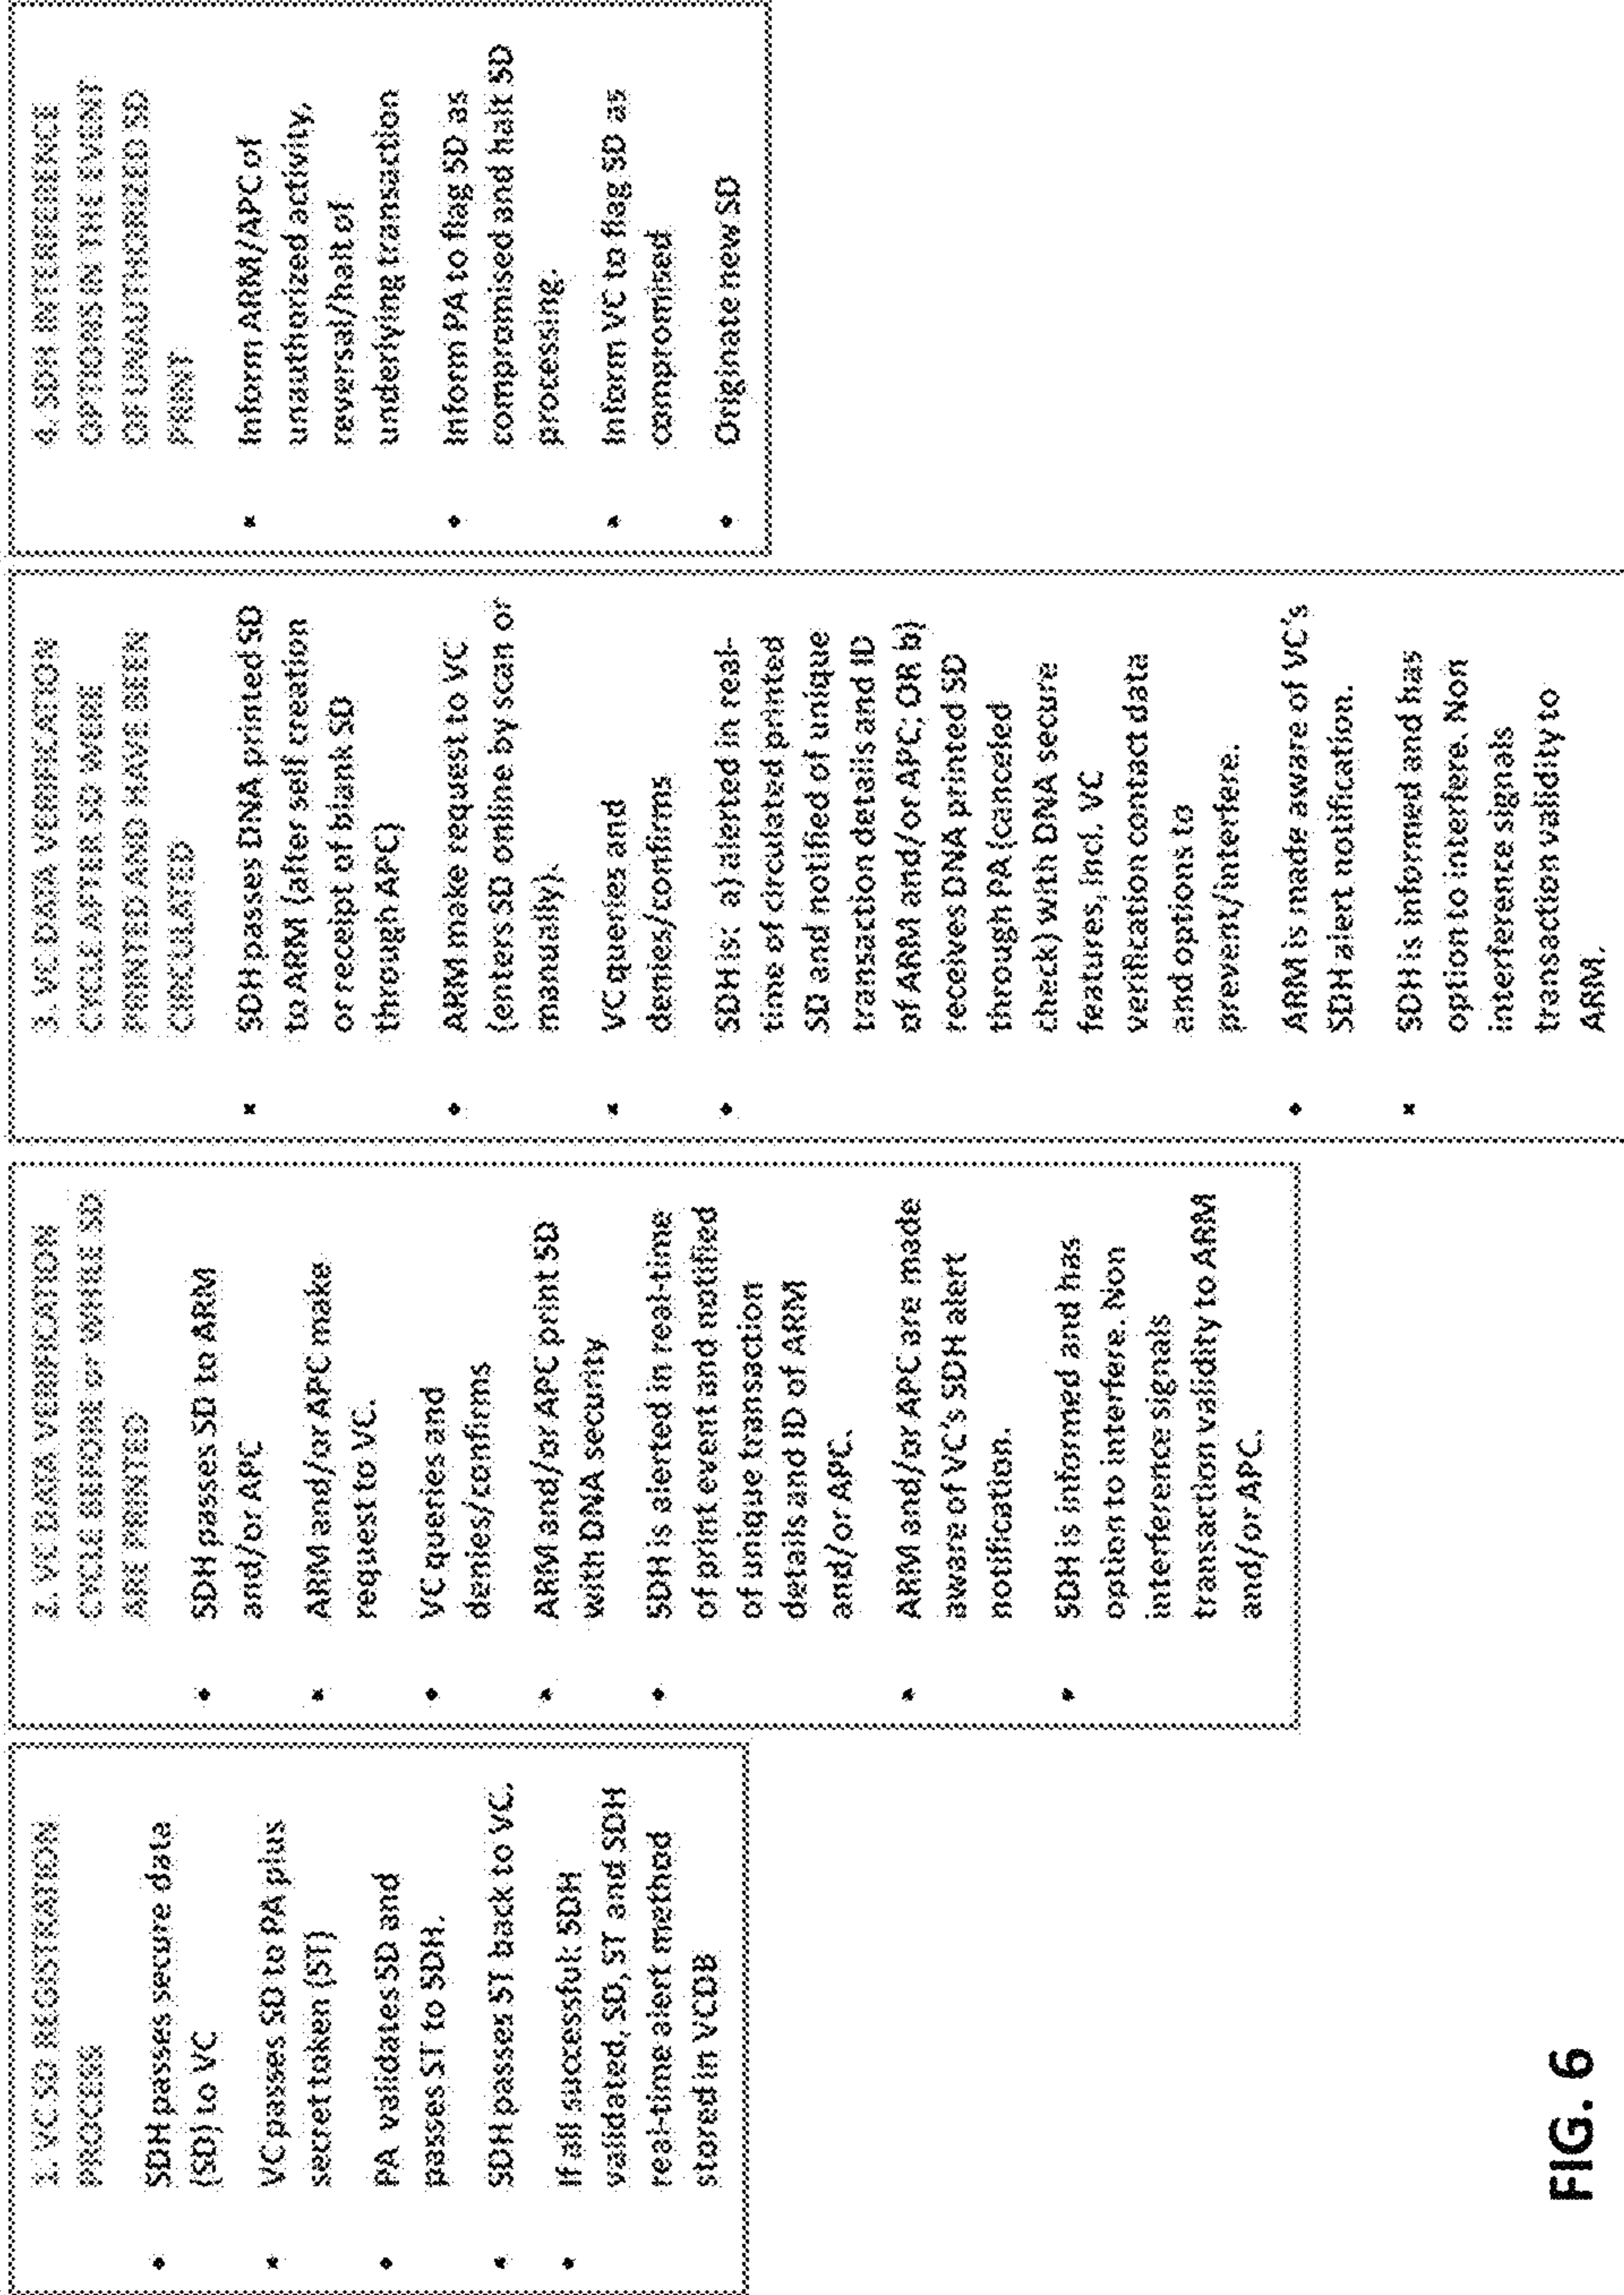 1. VC SD REGISTRATION
PROCESS
SDH passes secure data
(SD) to VC
VC passes SD to PA plus
secret token (ST)
PA validates SD and
passes ST to SDH.
SDH passes ST back to VC.
If all successful: SDH
validated, SD, ST and SDH
real-time alert method
stored in VCDB
2. VC DATA VERIFICATION
CYCLE BEFORE or WHILE SD
ARE PRINTED
SDH passes SD to ARM
and/or APC
ARM and/or APC make
request to VC.
VC queries and
denies/confirms
ARM and/or APC print SD
with DNA security
SDH is alerted in real-time
of print event and notified
of unique transaction
details and ID of ARM
and/or APC.
ARM and/or APC are made
aware of VC's SDH alert
notification.
SDH is informed and has
option to interfere. Non
interference signals
transaction validity to ARM
and/or APC.
3. VC DATA VERIFICATION
CYCLE AFTER SD WERE
PRINTED AND HAVE BEEN
CIRCULATED
SDH passes DNA printed SD
to ARM (after self creation
or receipt of blank SD
through APC)
ARM make request to VC
(enters SD online by scan or
manually).
VC queries and
denies/confirms
SDH is: a) alerted in real-
time of circulated printed
SD and notified of unique
transaction details and ID
of ARM and/or APC; OR b)
receives DNA printed SD
through PA (canceled
check) with DNA secure
features, incl. VC
verification contact data
and options to
prevent/interfere.
ARM is made aware of VC's
SDH alert notification.
SDH is informed and has
option to interfere. Non
interference signals
transaction validity to
ARM.
4. SDH INTERFERENCE
OPTIONS IN THE EVENT
OF UNAUTHORIZED SD
PRINT
Inform ARM/APC of
unauthorized activity,
reversal/halt of
underlying transaction
Inform PA to flag SD as
compromised and halt SD
processing.
Inform VC to flag SD as
compromised
Originate new SD
FIG. 6